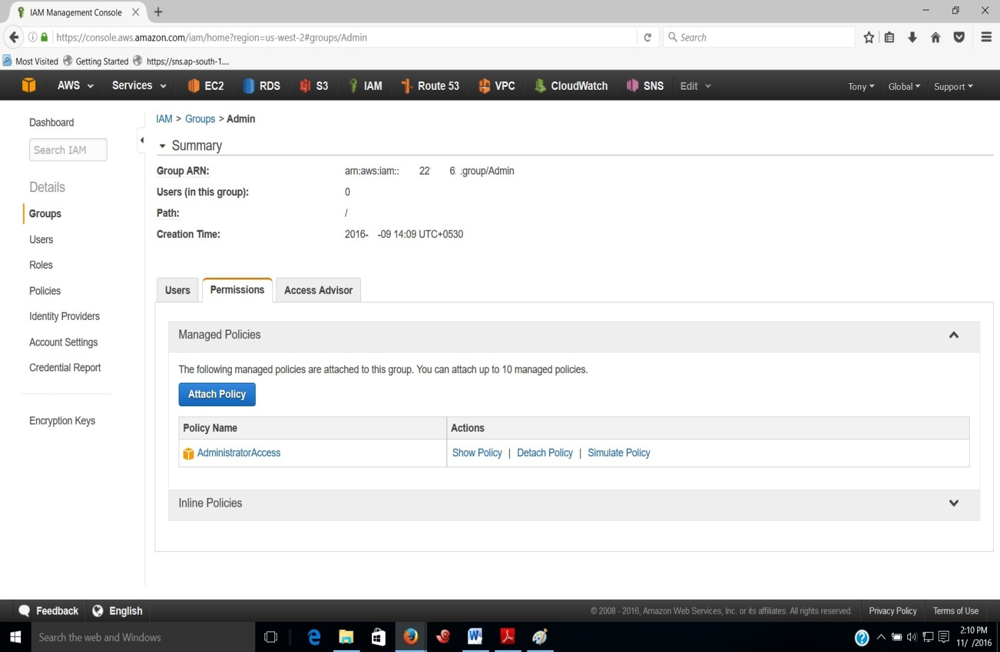 IAM Management Console
https://console.aws.amazon.com/iam/home?region=us-west-2#groups/Admin
Search
Most Visited Getting Started https://sns.ap-south-1....
AWS Services EC2 RDS S3 IAM Route 53 VPC CloudWatch SNS Edit Tony Global Support
Dashboard
Search IAM
Details
Groups
Users
Roles
Policies
Identity Providers
Account Settings
Credential Report
Encryption Keys
IAM > Groups > Admin
Summary
Group ARN: arn:aws:iam:: 22 6 :group/Admin
Users (in this group): 0
Path: /
Creation Time: 2016- -09 14:09 UTC+0530
Users Permissions Access Advisor
Managed Policies
The following managed policies are attached to this group. You can attach up to 10 managed policies.
Attach Policy
Policy Name Actions
AdministratorAccess Show Policy | Detach Policy | Simulate Policy
Inline Policies
Feedback English © 2008 - 2016, Amazon Web Services, Inc. or its affiliates. All rights reserved. Privacy Policy Terms of Use
Search the web and Windows
2:10 PM
11/ /2016